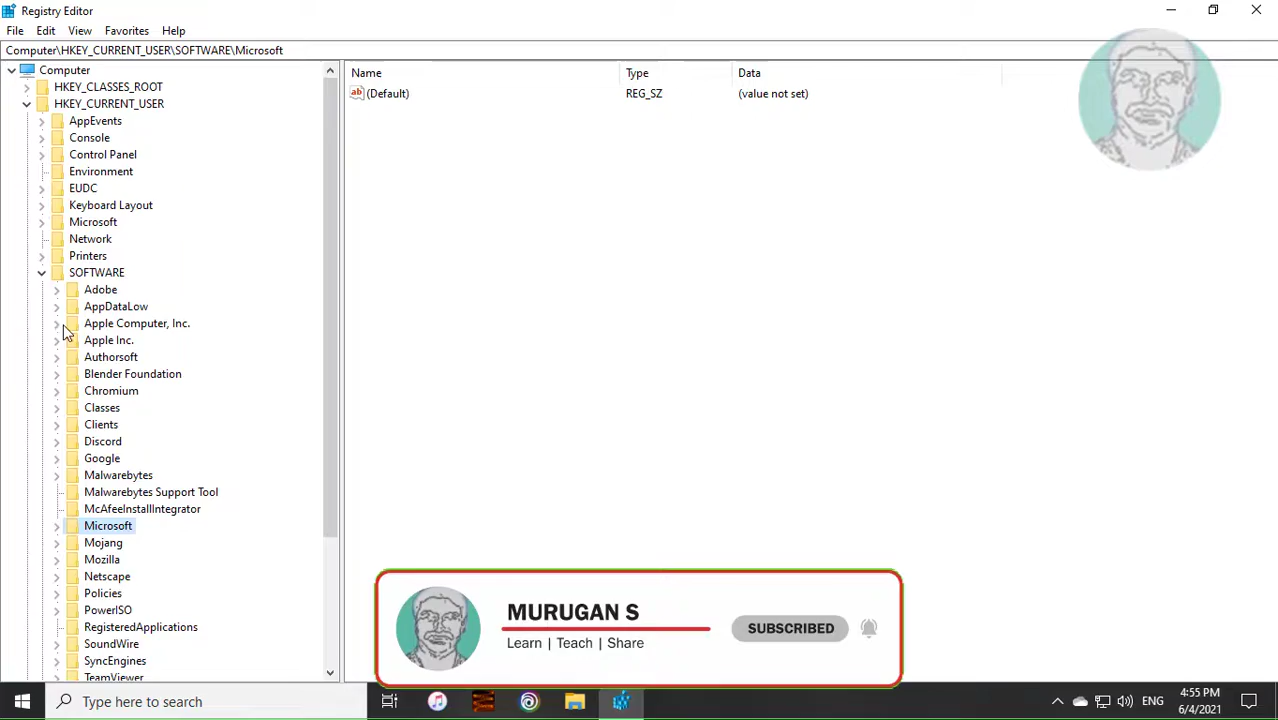 Registry Editor
File Edit View Favorites Help
Computer\HKEY_CURRENT_USER\SOFTWARE\Microsoft
Computer
HKEY_CLASSES_ROOT
HKEY_CURRENT_USER
AppEvents
Console
Control Panel
Environment
EUDC
Keyboard Layout
Microsoft
Network
Printers
SOFTWARE
Adobe
AppDataLow
Apple Computer, Inc.
Apple Inc.
Authorsoft
Blender Foundation
Chromium
Classes
Clients
Discord
Google
Malwarebytes
Malwarebytes Support Tool
McAfeeInstallIntegrator
Microsoft
Mojang
Mozilla
Netscape
Policies
PowerISO
RegisteredApplications
SoundWire
SyncEngines
TeamViewer
Name Type Data
ab (Default) REG_SZ (value not set)
MURUGAN S
Learn | Teach | Share
SUBSCRIBED
Type here to search
ENG
4:55 PM
6/4/2021